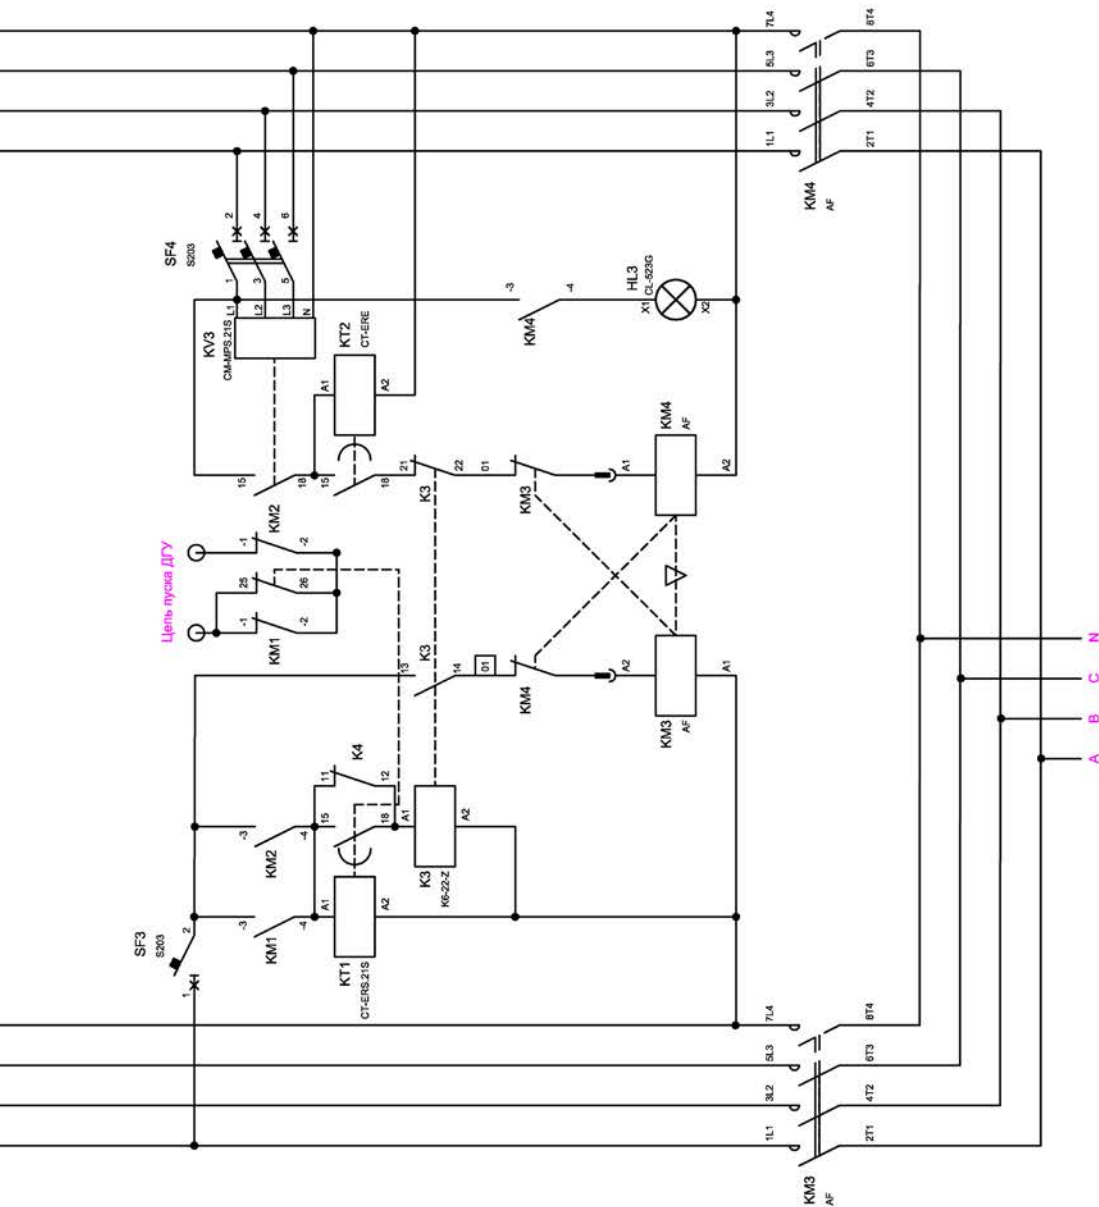 7L4
8T4
5L3
6T3
3L2
4T2
1L1
2T1
KM4
AF
SF4
S203
2
4
6
1
3
5
L1
L2
L3
N
KV3
CM-MPS.21S
KT2
CT-ERE
A1
A2
-3
-4
KM4
HL3
CL-523G
X1
X2
15
18
KM2
15
18
21
22
K3
01
KM3
A1
A2
KM4
AF
Цепь пуска ДГУ
-1
-2
25
26
-1
-2
KM1
13
14
K3
01
KM4
A2
A1
KM3
AF
N
C
B
A
K4
11
12
15
18
-3
-4
KM2
A1
A2
K3
K6-22-Z
SF3
S203
2
1
-3
-4
KM1
A1
A2
KT1
CT-ERS.21S
7L4
8T4
5L3
6T3
3L2
4T2
1L1
2T1
KM3
AF